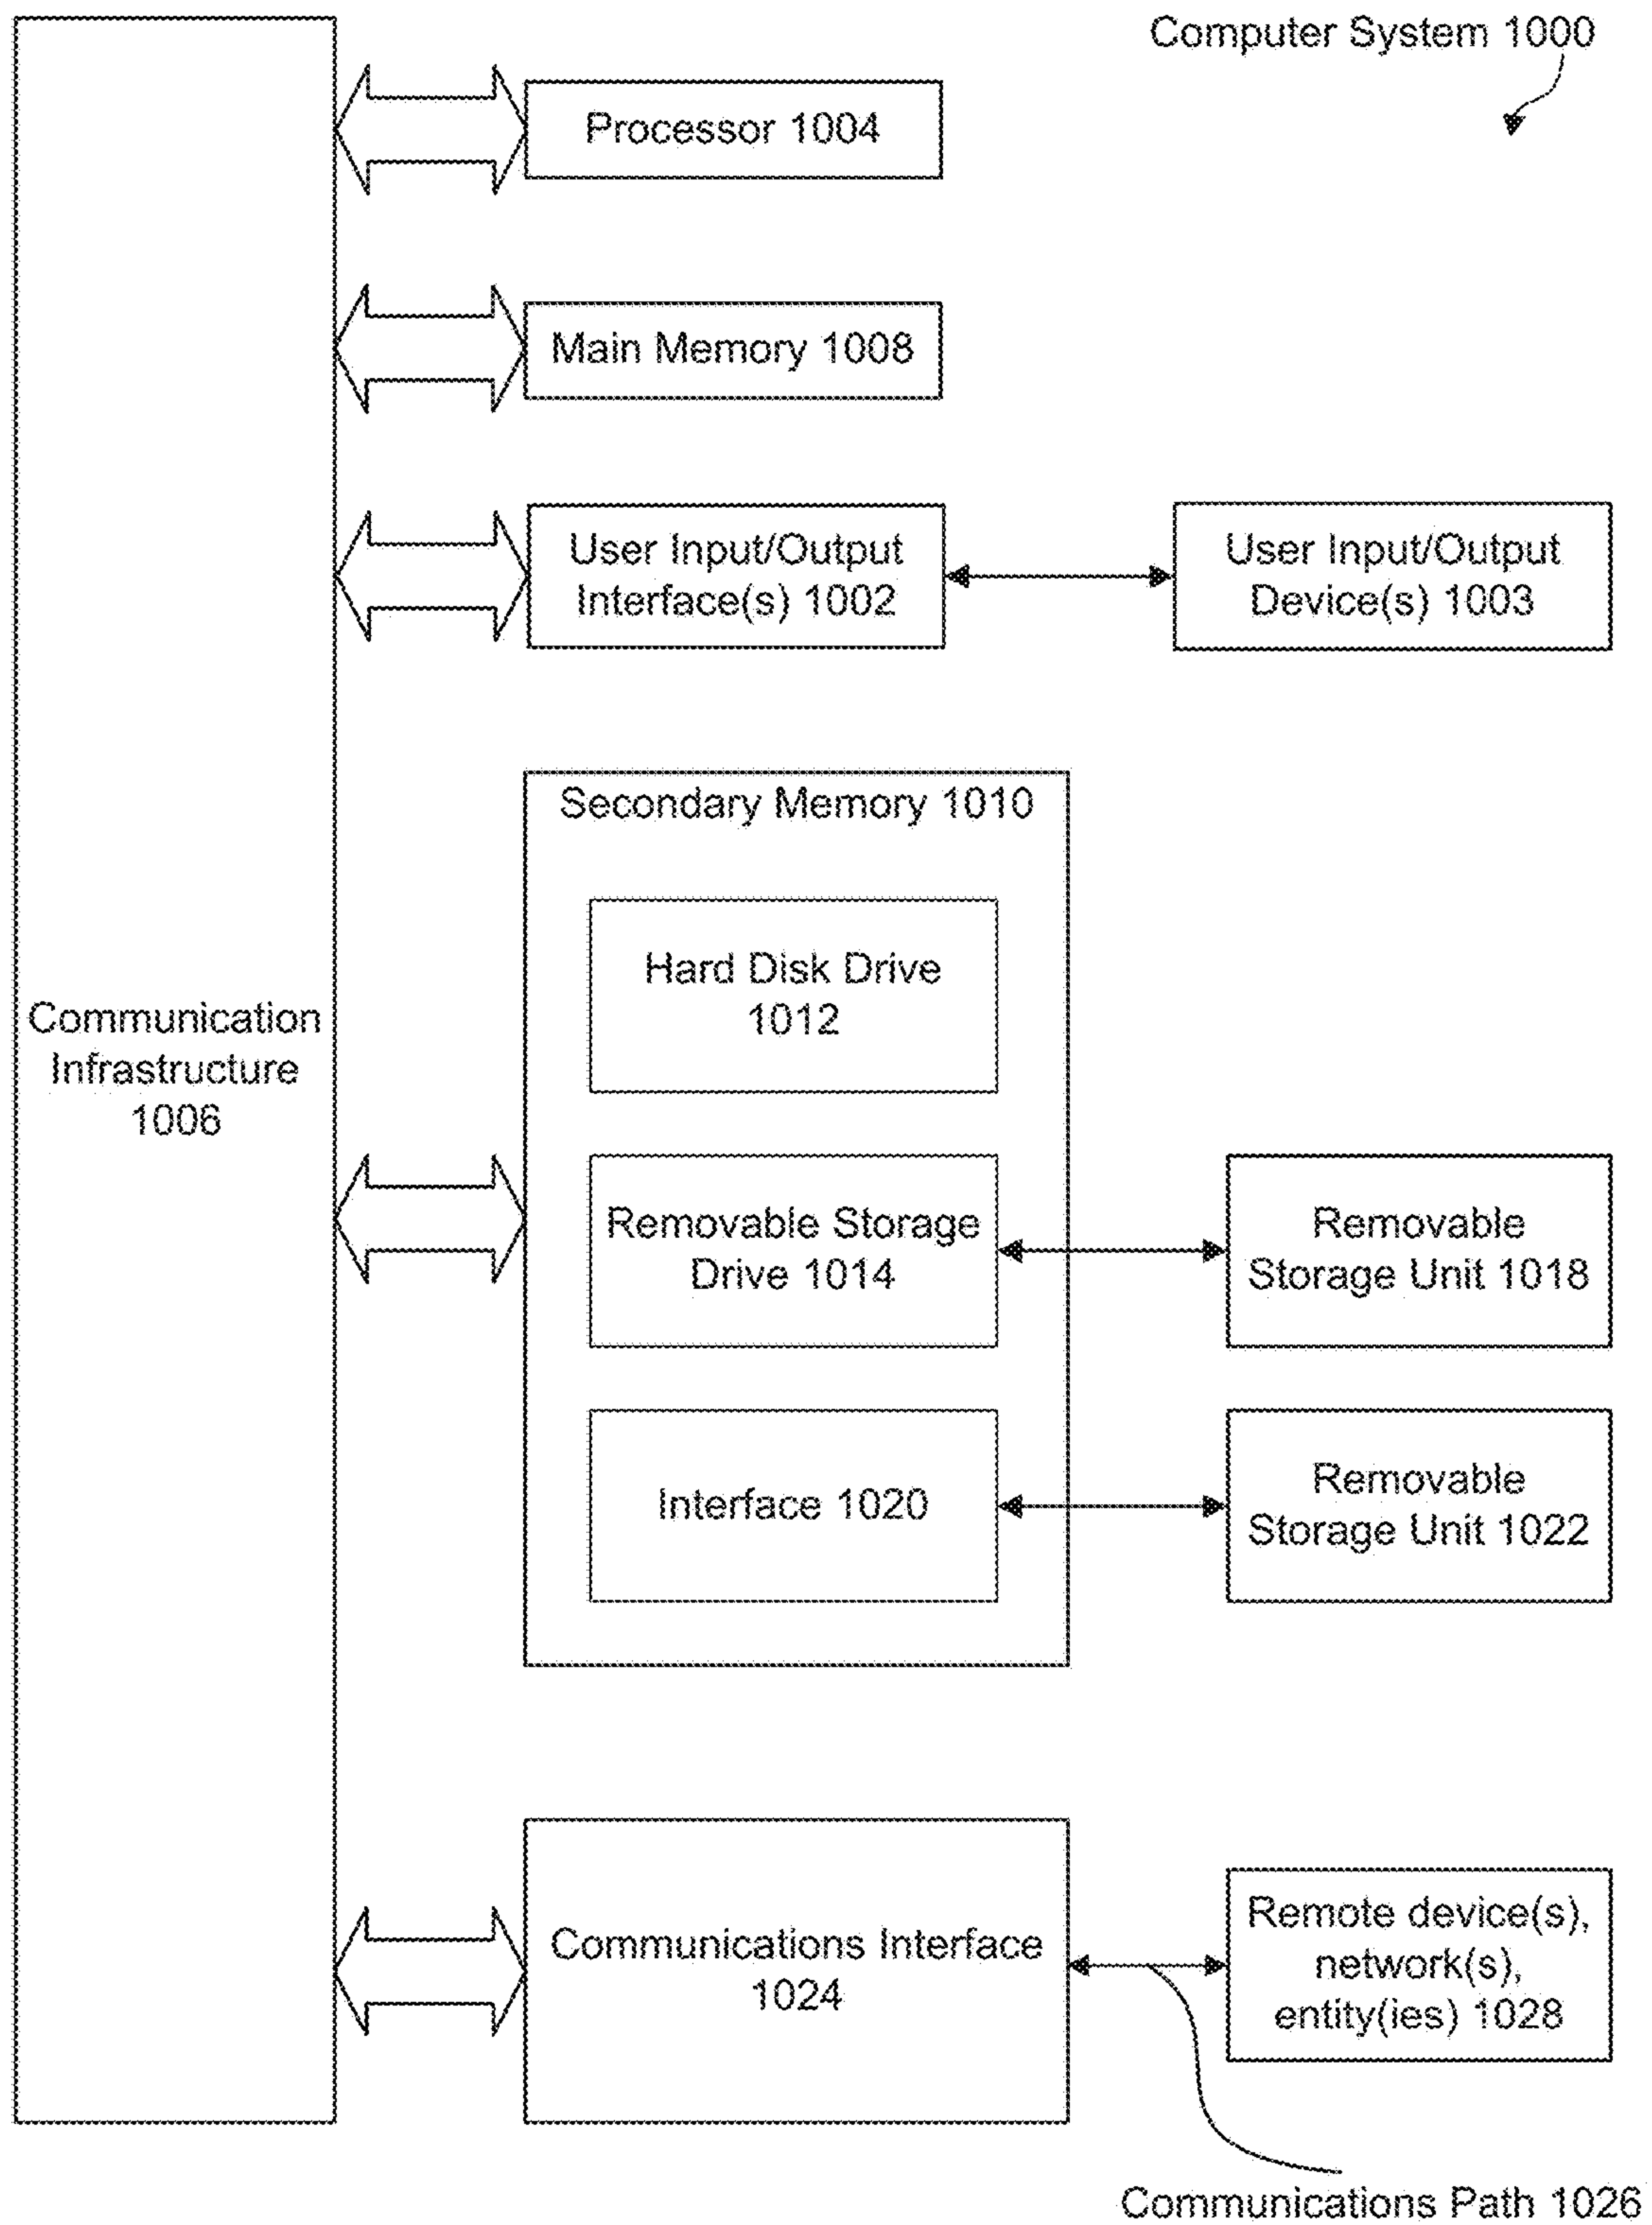 Computer System 1000
Processor 1004
Main Memory 1008
User Input/Output
Interface(s) 1002
User Input/Output
Device(s) 1003
Secondary Memory 1010
Hard Disk Drive
1012
Communication
Infrastructure
1006
Removable Storage
Drive 1014
Removable
Storage Unit 1018
Interface 1020
Removable
Storage Unit 1022
Communications Interface
1024
Remote device(s),
network(s),
entity(ies) 1028
Communications Path 1026